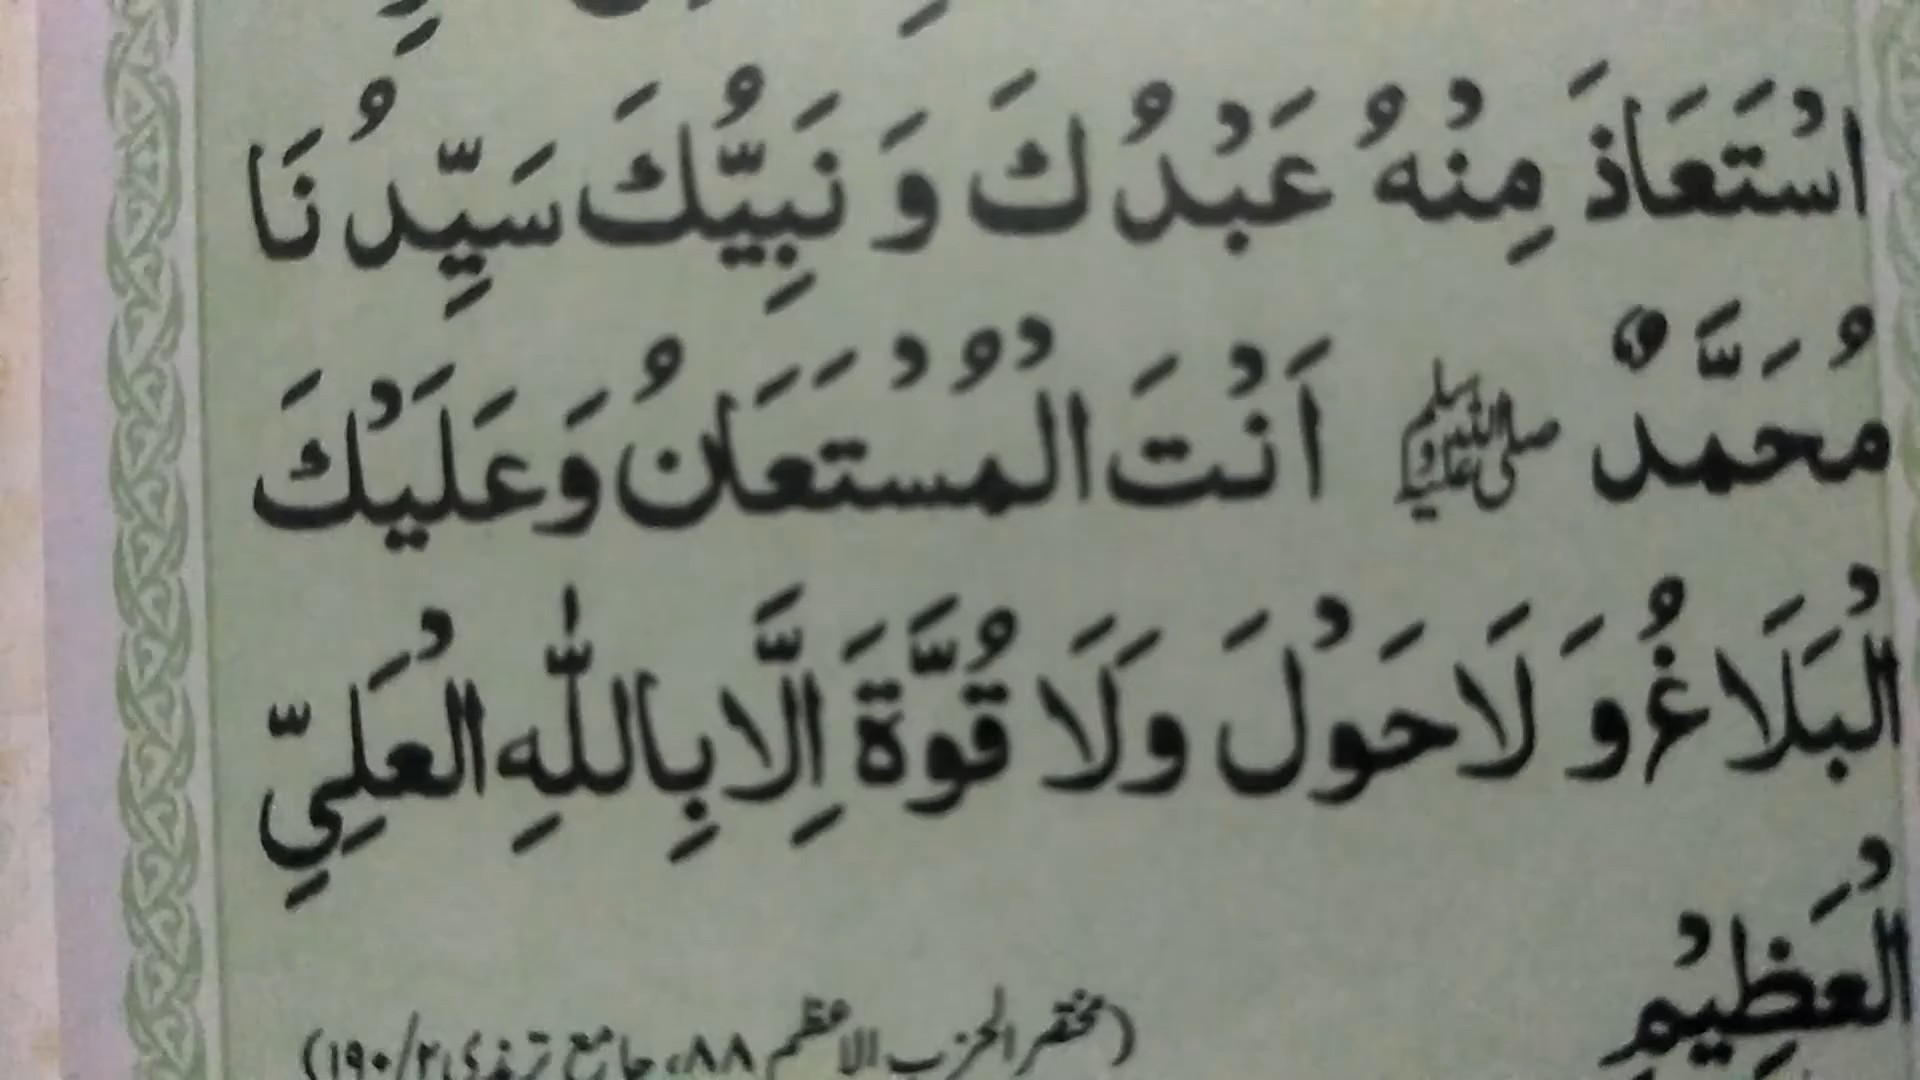 اسْتَعَاذَ مِنْهُ عَبْدُكَ وَ نَبِيُّكَ سَيِّدُنَا
مُحَمَّدٌ ﷺ اَنْتَ الْمُسْتَعَانُ وَعَلَيْكَ
الْبَلَاغُ وَ لَا حَوْلَ وَلَا قُوَّةَ اِلَّا بِاللّٰهِ الْعَلِيِّ
الْعَظِيْمِ
(مختصر الحزب الاعظم ۸۸، جامع ترمذی ۱۹۰/۲)